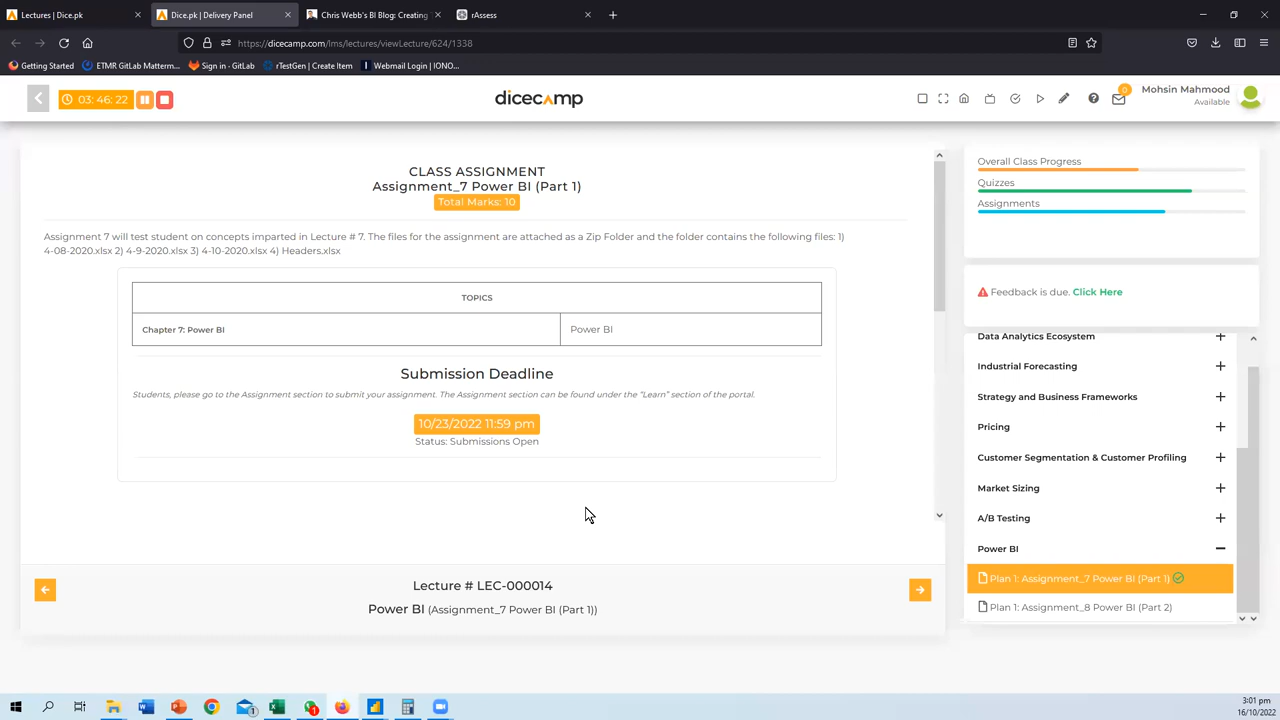 Lectures | Dice.pk
Dice.pk | Delivery Panel
Chris Webb's BI Blog: Creating
rAssess
https://dicecamp.com/lms/lectures/viewLecture/624/1338
Getting Started
ETMR GitLab Matterm...
Sign in · GitLab
rTestGen | Create Item
Webmail Login | IONO...
03:46:22
dicecamp
0
Mohsin Mahmood
Available
CLASS ASSIGNMENT
Assignment_7 Power BI (Part 1)
Total Marks: 10
Assignment 7 will test student on concepts imparted in Lecture # 7. The files for the assignment are attached as a Zip Folder and the folder contains the following files: 1)
4-08-2020.xlsx 2) 4-9-2020.xlsx 3) 4-10-2020.xlsx 4) Headers.xlsx
TOPICS
Chapter 7: Power BI
Power BI
Submission Deadline
Students, please go to the Assignment section to submit your assignment. The Assignment section can be found under the "Learn" section of the portal.
10/23/2022 11:59 pm
Status: Submissions Open
Lecture # LEC-000014
Power BI (Assignment_7 Power BI (Part 1))
Overall Class Progress
Quizzes
Assignments
Feedback is due. Click Here
Data Analytics Ecosystem
Industrial Forecasting
Strategy and Business Frameworks
Pricing
Customer Segmentation & Customer Profiling
Market Sizing
A/B Testing
Power BI
Plan 1: Assignment_7 Power BI (Part 1)
Plan 1: Assignment_8 Power BI (Part 2)
3:01 pm
16/10/2022